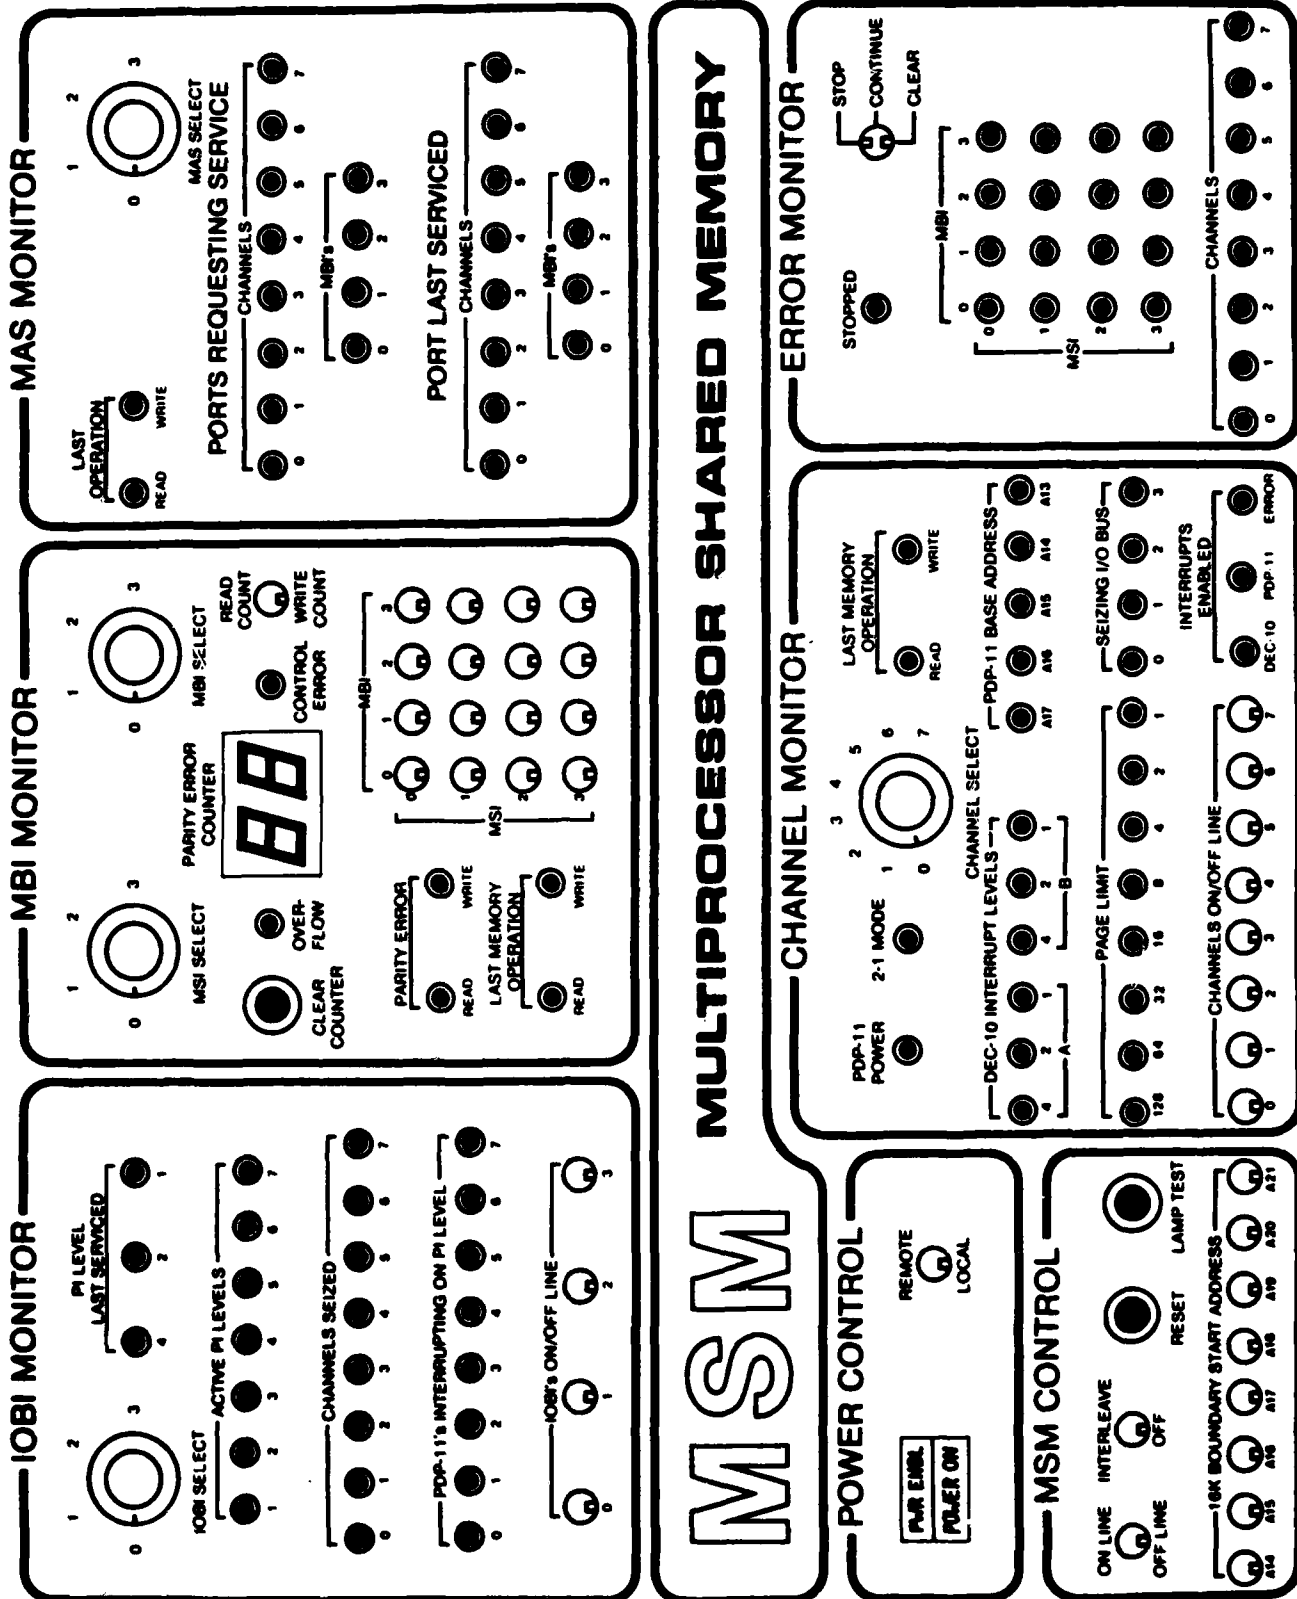 IOBI MONITOR
0 1 2 3
IOBI SELECT
PI LEVEL
LAST SERVICED
4 2 1
ACTIVE PI LEVELS
1 2 3 4 5 6 7
CHANNELS SEIZED
0 1 2 3 4 5 6 7
PDP-11's INTERRUPTING ON PI LEVEL
0 1 2 3 4 5 6 7
IOBI's ON/OFF LINE
0 1 2 3
MBI MONITOR
0 1 2 3
MSI SELECT
0 1 2 3
MBI SELECT
CLEAR
COUNTER
OVER-
FLOW
PARITY ERROR
COUNTER
88
CONTROL
ERROR
READ
COUNT
WRITE
COUNT
PARITY ERROR
READ WRITE
LAST MEMORY
OPERATION
READ WRITE
MBI
0 1 2 3
MSI
0
1
2
3
MAS MONITOR
LAST
OPERATION
READ WRITE
0 1 2 3
MAS SELECT
PORTS REQUESTING SERVICE
CHANNELS
0 1 2 3 4 5 6 7
MBI's
0 1 2 3
PORT LAST SERVICED
CHANNELS
0 1 2 3 4 5 6 7
MBI's
0 1 2 3
MSM MULTIPROCESSOR SHARED MEMORY
POWER CONTROL
PWR ENBL
POWER ON
REMOTE
LOCAL
MSM CONTROL
ON LINE
OFF LINE
INTERLEAVE
OFF
RESET
LAMP TEST
16K BOUNDARY START ADDRESS
A14 A15 A16 A17 A18 A19 A20 A21
CHANNEL MONITOR
PDP-11
POWER
2-1 MODE
0 1 2 3 4 5 6 7
CHANNEL SELECT
LAST MEMORY
OPERATION
READ WRITE
DEC-10 INTERRUPT LEVELS
4 2 1 4 2 1
A B
PDP-11 BASE ADDRESS
A17 A16 A15 A14 A13
PAGE LIMIT
128 64 32 16 8 4 2 1
SEIZING I/O BUS
0 1 2 3
CHANNELS ON/OFF LINE
0 1 2 3 4 5 6 7
INTERRUPTS
ENABLED
DEC-10 PDP-11 ERROR
ERROR MONITOR
STOPPED
STOP
CONTINUE
CLEAR
MBI
0 1 2 3
MSI
0
1
2
3
CHANNELS
0 1 2 3 4 5 6 7